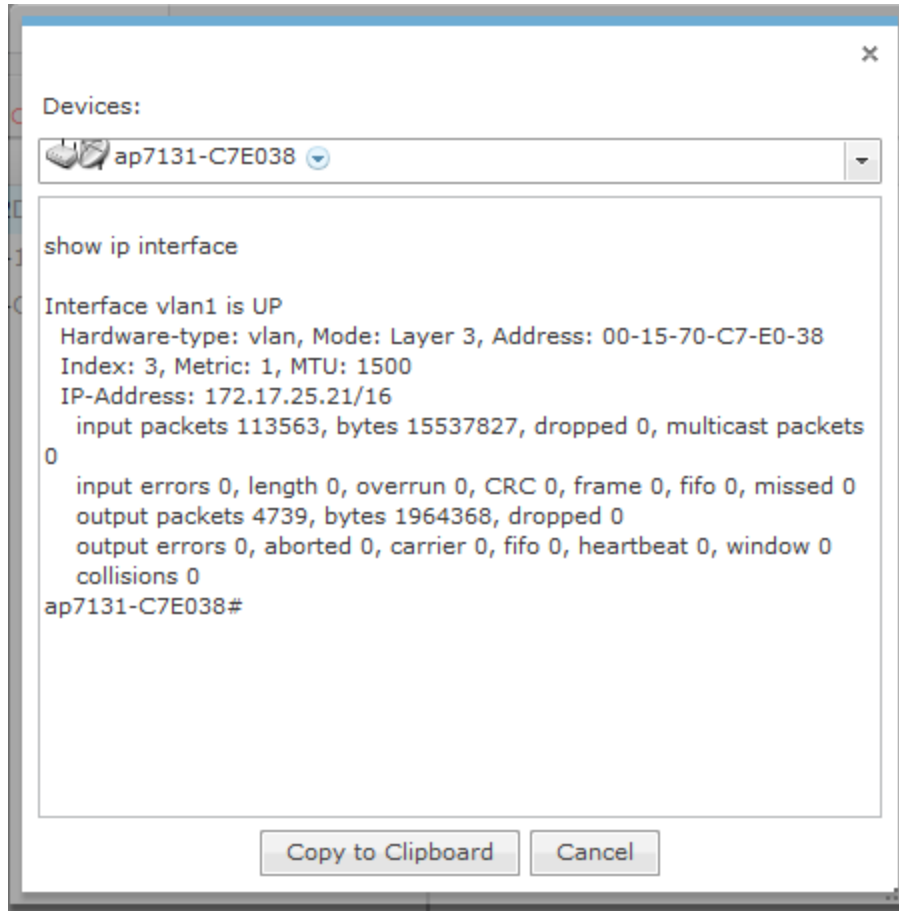 Devices:
ap7131-C7E038
show ip interface
Interface vlan1 is UP
Hardware-type: vlan, Mode: Layer 3, Address: 00-15-70-C7-E0-38
Index: 3, Metric: 1, MTU: 1500
IP-Address: 172.17.25.21/16
input packets 113563, bytes 15537827, dropped 0, multicast packets
0
input errors 0, length 0, overrun 0, CRC 0, frame 0, fifo 0, missed 0
output packets 4739, bytes 1964368, dropped 0
output errors 0, aborted 0, carrier 0, fifo 0, heartbeat 0, window 0
collisions 0
ap7131-C7E038#
Copy to Clipboard Cancel